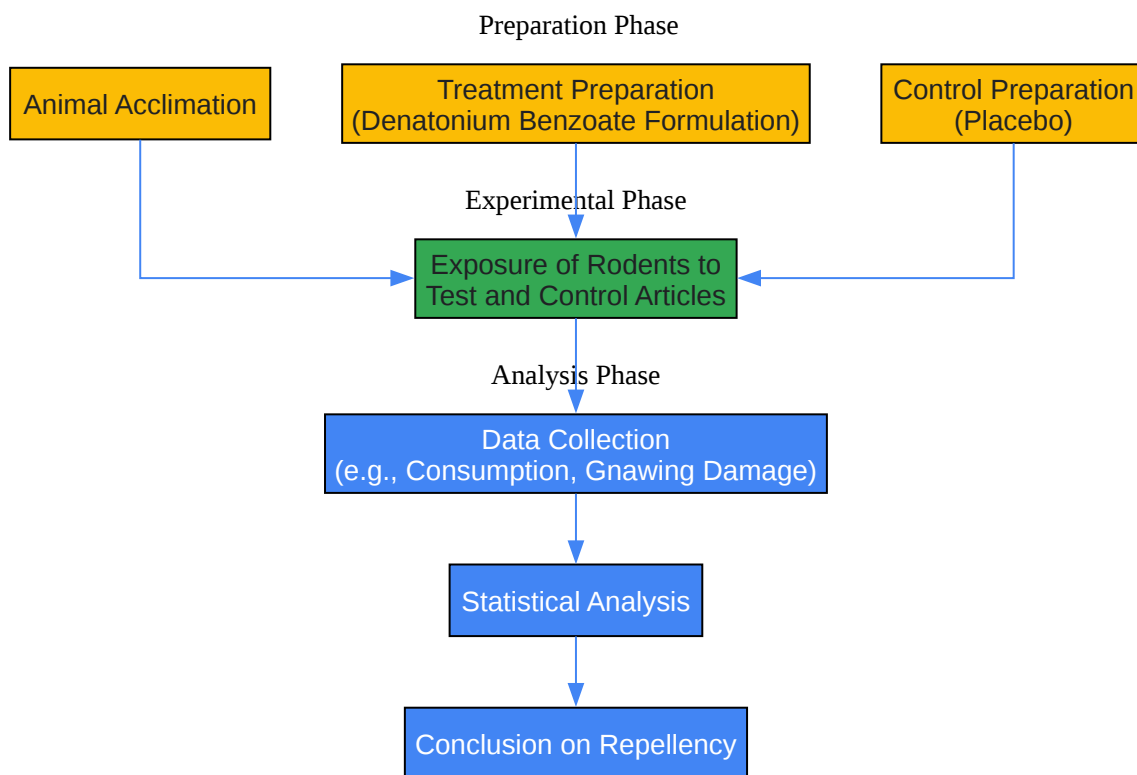 Preparation Phase
Animal Acclimation
Treatment Preparation
(Denatonium Benzoate Formulation)
Control Preparation
(Placebo)
Experimental Phase
Exposure of Rodents to
Test and Control Articles
Analysis Phase
Data Collection
(e.g., Consumption, Gnawing Damage)
Statistical Analysis
Conclusion on Repellency